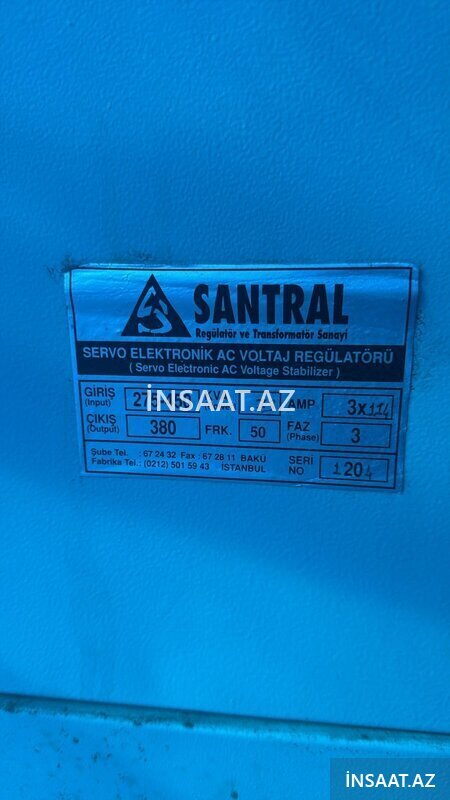 SANTRAL
Regülatör ve Transformatör Sanayi
SERVO ELEKTRONİK AC VOLTAJ REGÜLATÖRÜ
( Servo Electronic AC Voltage Stabilizer )
GİRİŞ AMP 3x114
(Input)
İNSAAT.AZ
ÇIKIŞ 380 FRK. 50 FAZ 3
(Output) (Phase)
Şube Tel. : 67 24 32 Fax : 67 28 11 BAKÜ SERİ 1204
Fabrika Tel.: (0212) 501 59 43 İSTANBUL NO
İNSAAT.AZ